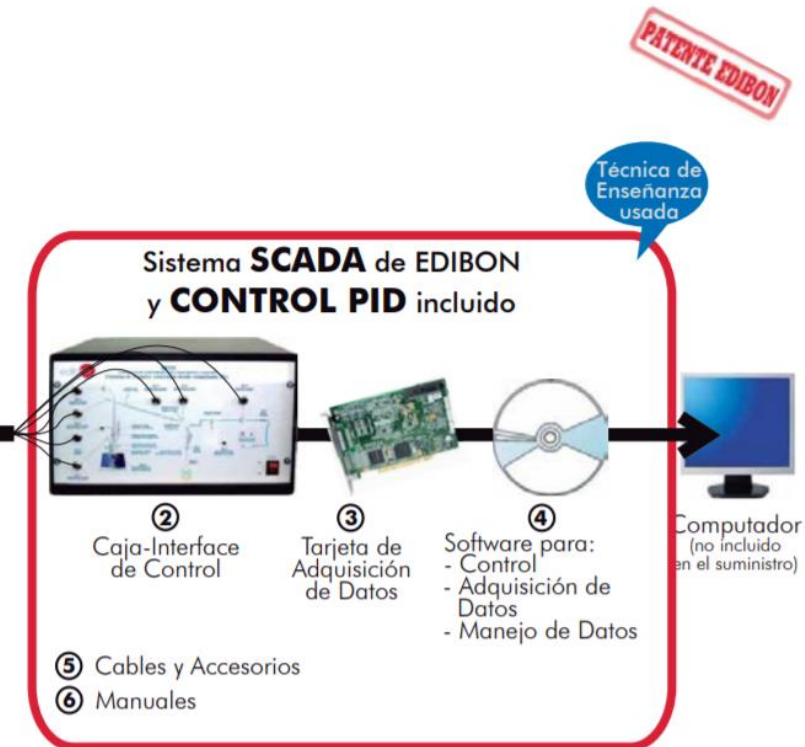 PATENTE EDIBON
Técnica de
Enseñanza
usada
Sistema SCADA de EDIBON
y CONTROL PID incluido
②
Caja-Interface
de Control
③
Tarjeta de
Adquisición
de Datos
④
Software para:
- Control
- Adquisición de
Datos
- Manejo de Datos
Computador
(no incluido
en el suministro)
⑤ Cables y Accesorios
⑥ Manuales